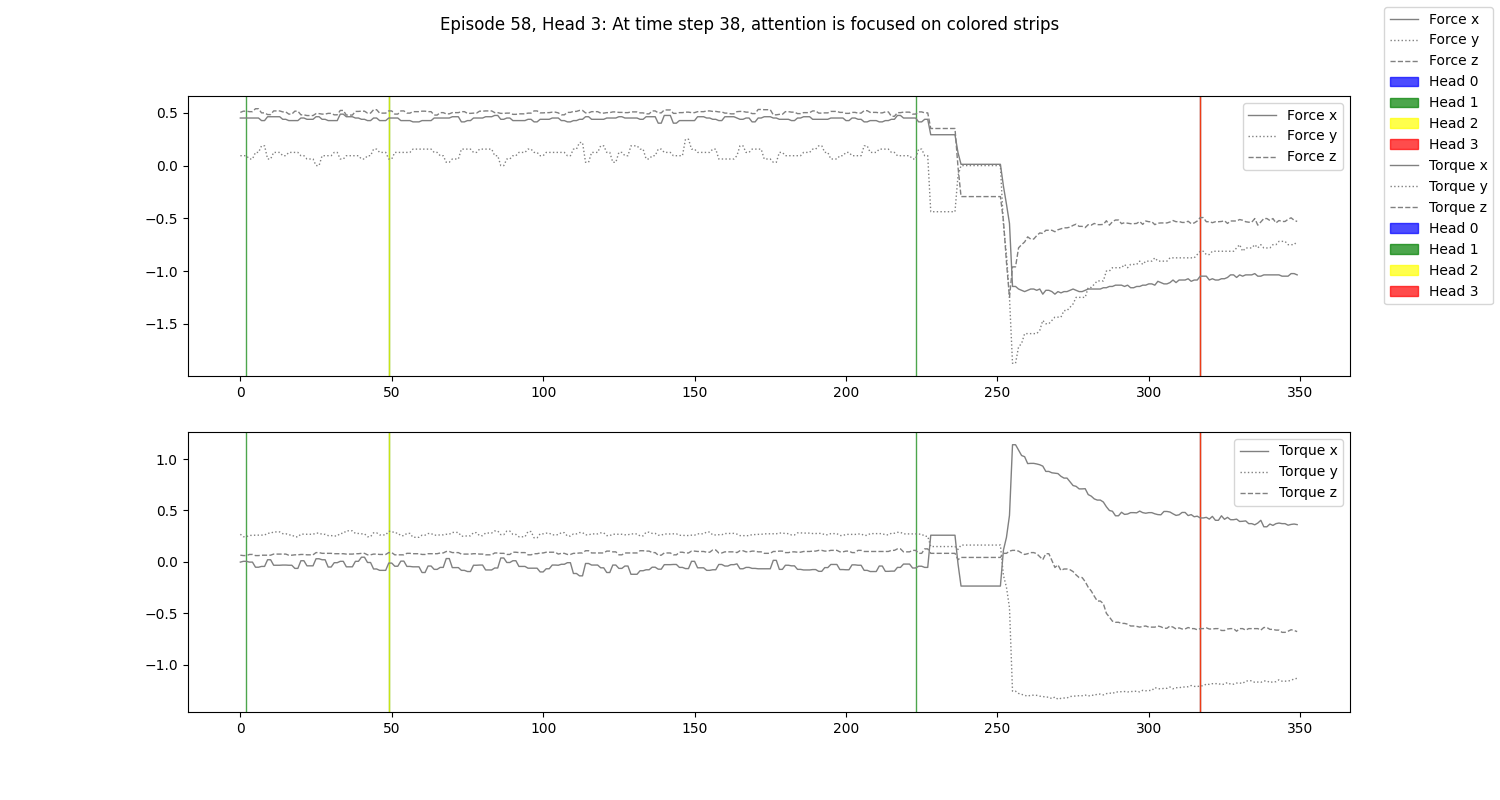 Episode 58, Head 3: At time step 38, attention is focused on colored strips
Force x
Force y
Force z
Head 0
Head 1
Head 2
Head 3
Torque x
Torque y
Torque z
Head 0
Head 1
Head 2
Head 3
Force x
Force y
Force z
0.5
0.0
−0.5
−1.0
−1.5
0 50 100 150 200 250 300 350
Torque x
Torque y
Torque z
1.0
0.5
0.0
−0.5
−1.0
0 50 100 150 200 250 300 350